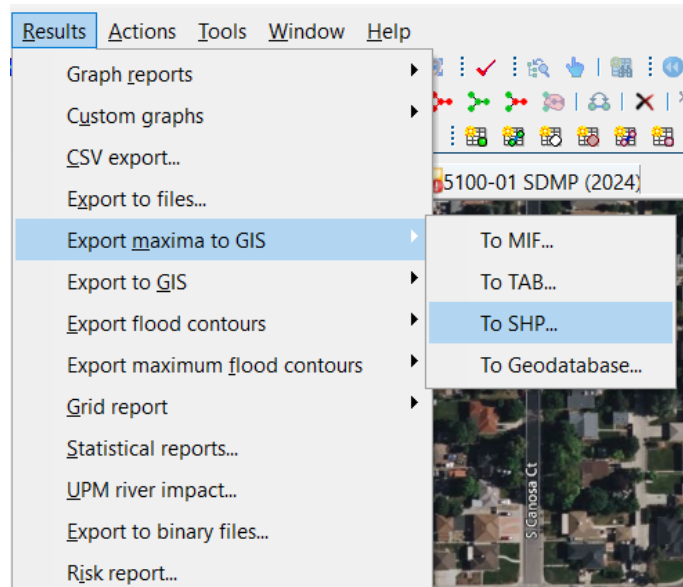 Results Actions Tools Window Help
Graph reports
Custom graphs
CSV export...
Export to files...
5100-01 SDMP (2024)
Export maxima to GIS
To MIF...
Export to GIS
To TAB...
Export flood contours
To SHP...
Export maximum flood contours
To Geodatabase...
Grid report
Statistical reports...
UPM river impact...
S Canosa Ct
Export to binary files...
Risk report...